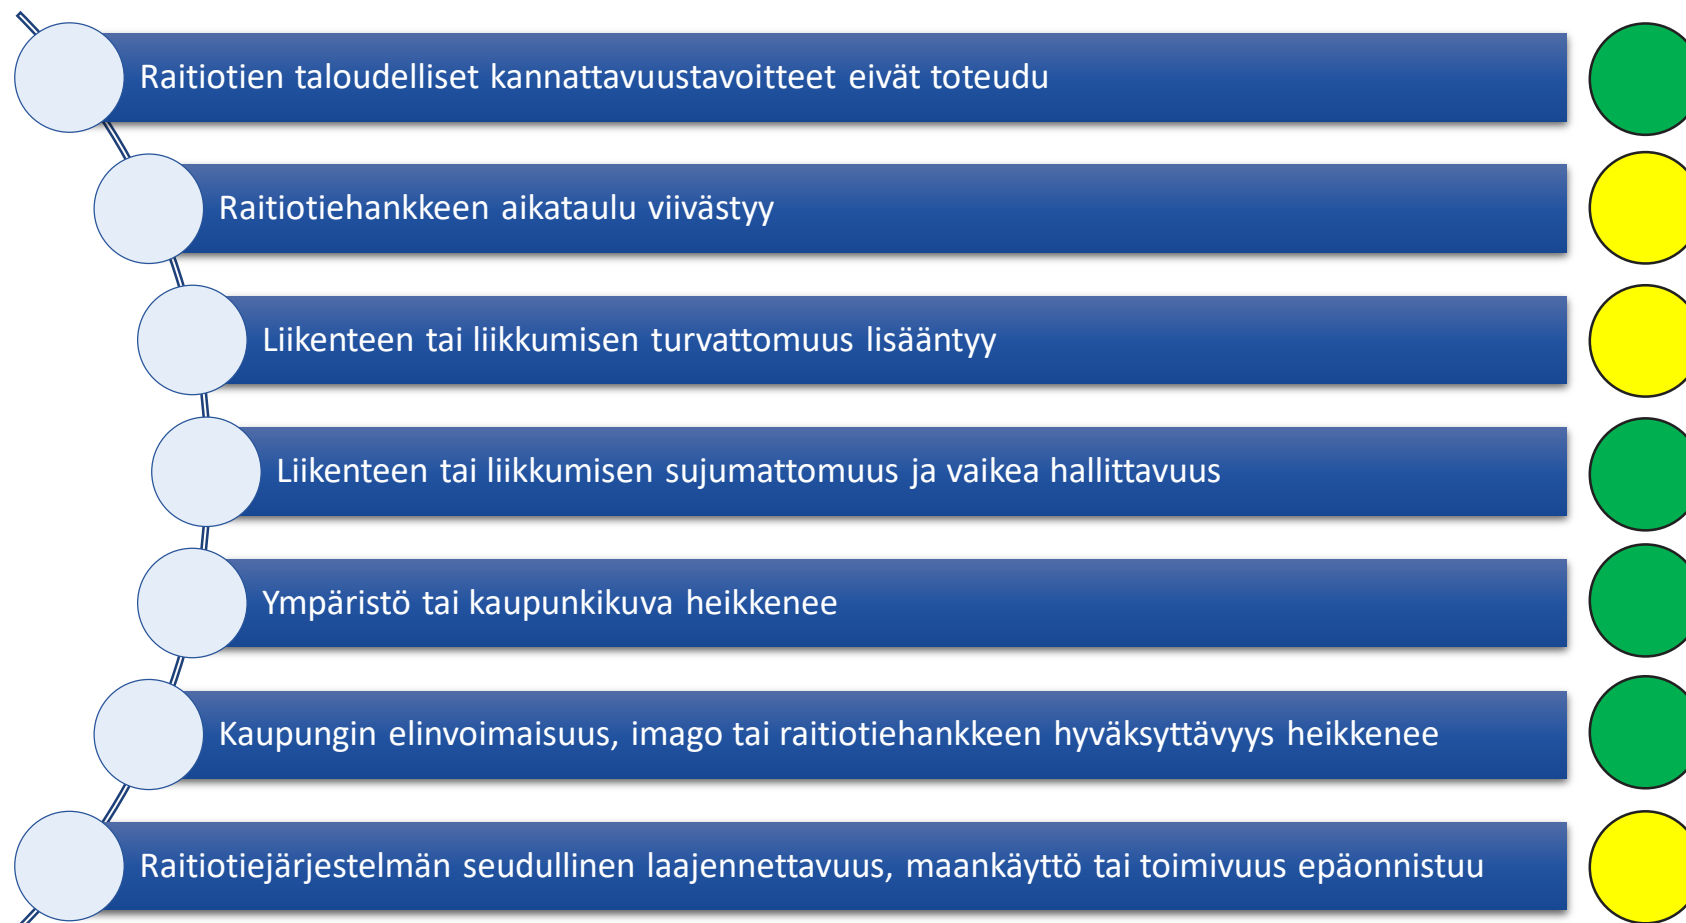 Raitiotien taloudelliset kannattavuustavoitteet eivät toteudu
Raitiotiehankkeen aikataulu viivästyy
Liikenteen tai liikkumisen turvattomuus lisääntyy
Liikenteen tai liikkumisen sujumattomuus ja vaikea hallittavuus
Ympäristö tai kaupunkikuva heikkenee
Kaupungin elinvoimaisuus, imago tai raitiotiehankkeen hyväksyttävyys heikkenee
Raitiotiejärjestelmän seudullinen laajennettavuus, maankäyttö tai toimivuus epäonnistuu